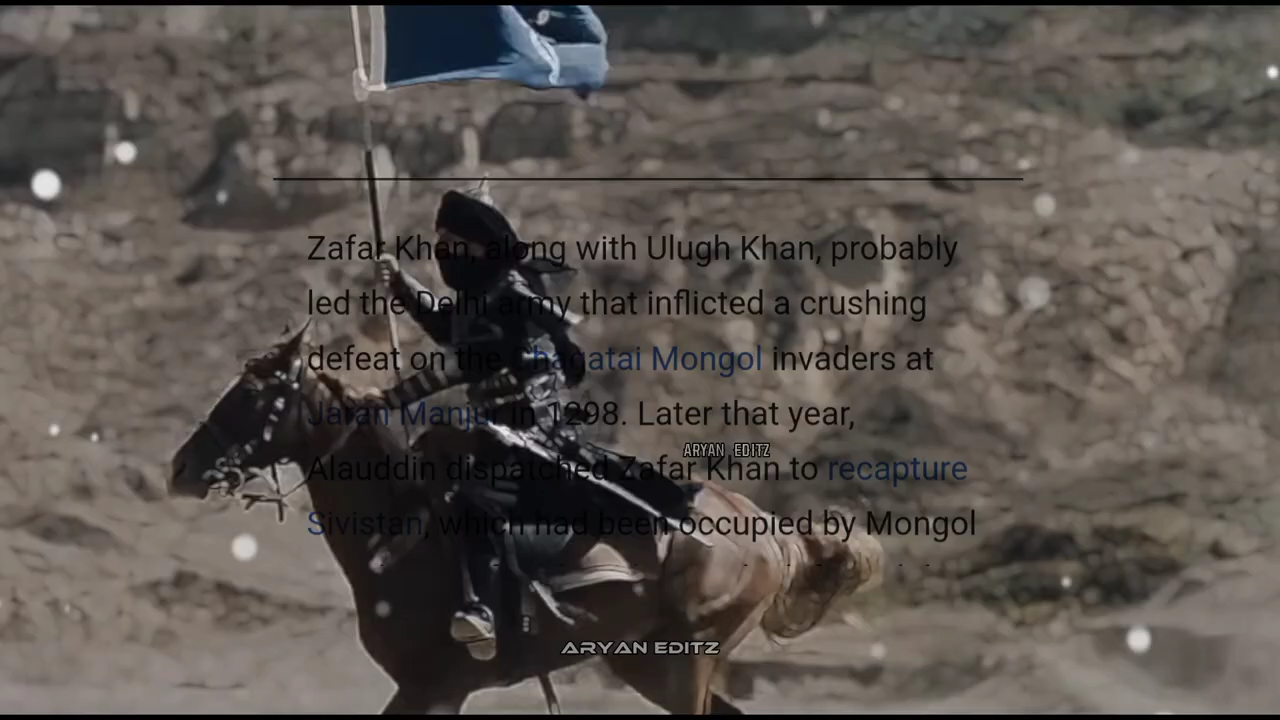 Zafar Khan, along with Ulugh Khan, probably
led the Delhi army that inflicted a crushing
defeat on the Chagatai Mongol invaders at
Jaran Manjur in 1298. Later that year,
ARYAN EDITZ
Alauddin dispatched Zafar Khan to recapture
Sivistan, which had been occupied by Mongol
ARYAN EDITZ